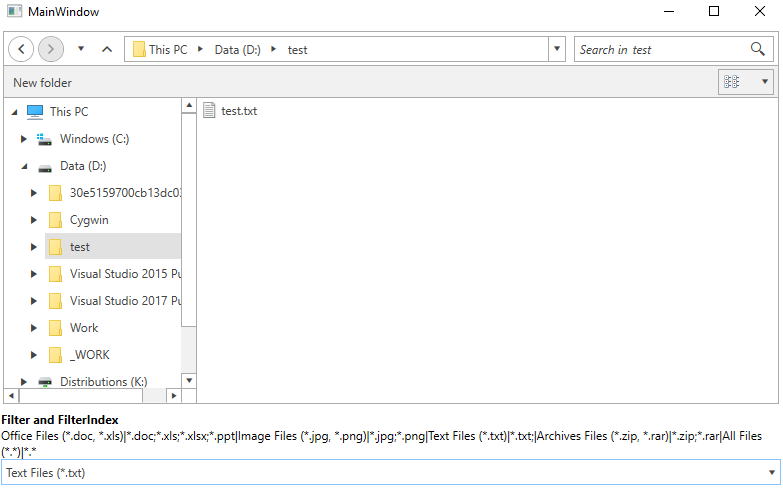 MainWindow
This PC Data (D:) test
Search in test
New folder
This PC
Windows (C:)
Data (D:)
30e5159700cb13dc03
Cygwin
test
Visual Studio 2015 Pu
Visual Studio 2017 Pu
Work
_WORK
Distributions (K:)
test.txt
Filter and FilterIndex
Office Files (*.doc, *.xls)|*.doc;*.xls;*.xlsx;*.ppt|Image Files (*.jpg, *.png)|*.jpg;*.png|Text Files (*.txt)|*.txt;|Archives Files (*.zip, *.rar)|*.zip;*.rar|All Files
(*.*)|*.*
Text Files (*.txt)